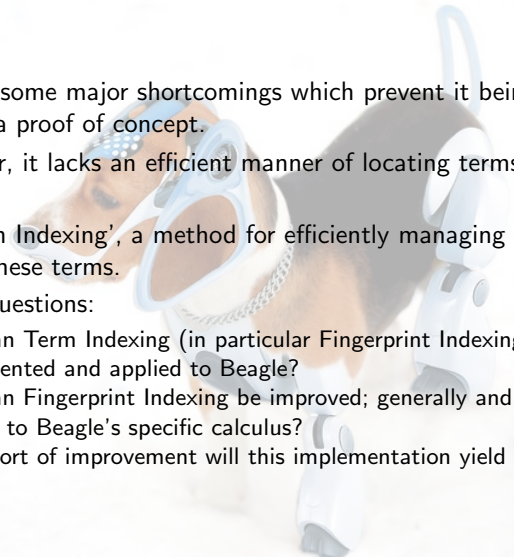 some major shortcomings which prevent it bein
a proof of concept.
r, it lacks an efficient manner of locating terms
n Indexing', a method for efficiently managing
hese terms.
uestions:
an Term Indexing (in particular Fingerprint Indexing
ented and applied to Beagle?
an Fingerprint Indexing be improved; generally and
to Beagle's specific calculus?
ort of improvement will this implementation yield